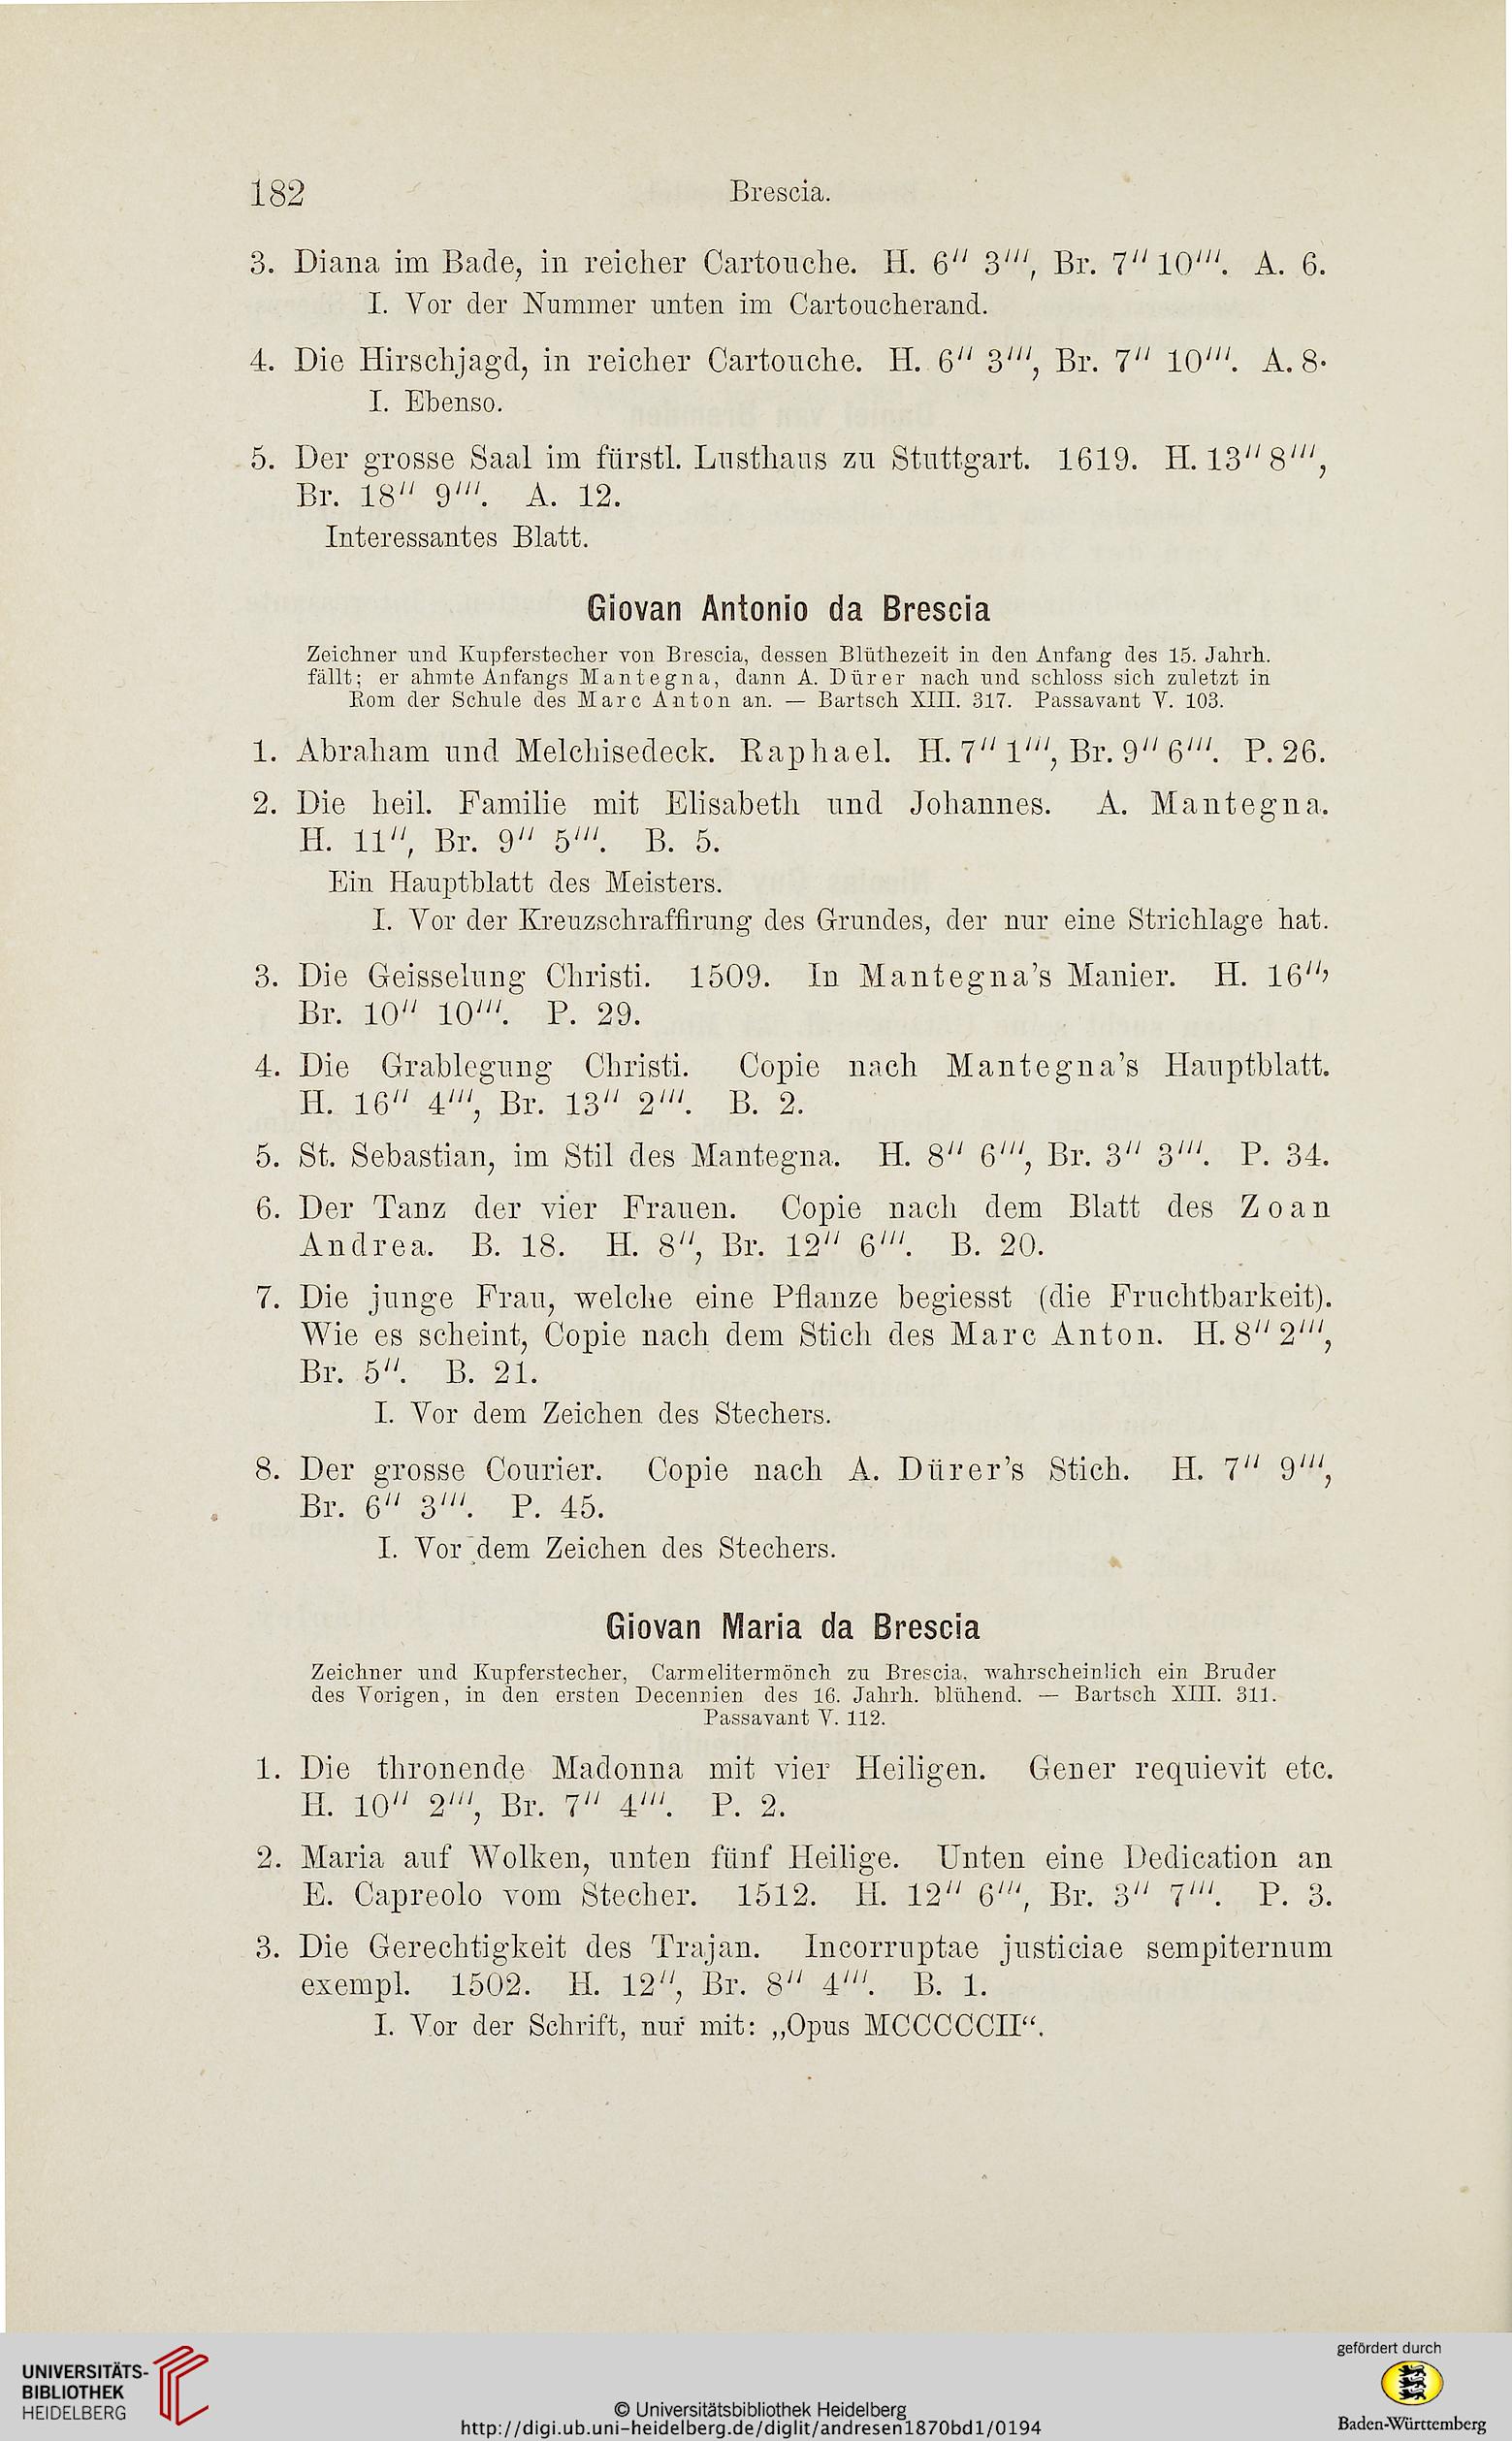 182
Brescia.
3. Diana im Bade, in reicher Cartouche. H. 6″ 3‴, Br. 7″ 10‴. A. 6.
I. Vor der Nummer unten im Cartoucherand.
4. Die Hirschjagd, in reicher Cartouche. H. 6″ 3‴, Br. 7″ 10‴. A. 8.
I. Ebenso.
5. Der grosse Saal im fürstl. Lusthaus zu Stuttgart. 1619. H. 13″ 8‴,
Br. 18″ 9‴. A. 12.
Interessantes Blatt.
Giovan Antonio da Brescia
Zeichner und Kupferstecher von Brescia, dessen Blüthezeit in den Anfang des 15. Jahrh.
fällt; er ahmte Anfangs Mantegna, dann A. Dürer nach und schloss sich zuletzt in
Rom der Schule des Marc Anton an. — Bartsch XIII. 317. Passavant V. 103.
1. Abraham und Melchisedeck. Raphael. H. 7″ 1‴, Br. 9″ 6‴. P. 26.
2. Die heil. Familie mit Elisabeth und Johannes. A. Mantegna.
H. 11″, Br. 9″ 5‴. B. 5.
Ein Hauptblatt des Meisters.
I. Vor der Kreuzschraffirung des Grundes, der nur eine Strichlage hat.
3. Die Geisselung Christi. 1509. In Mantegna's Manier. H. 16″,
Br. 10″ 10‴. P. 29.
4. Die Grablegung Christi. Copie nach Mantegna's Hauptblatt.
H. 16″ 4‴, Br. 13″ 2‴. B. 2.
5. St. Sebastian, im Stil des Mantegna. H. 8″ 6‴, Br. 3″ 3‴. P. 34.
6. Der Tanz der vier Frauen. Copie nach dem Blatt des Zoan
Andrea. B. 18. H. 8″, Br. 12″ 6‴. B. 20.
7. Die junge Frau, welche eine Pflanze begiesst (die Fruchtbarkeit).
Wie es scheint, Copie nach dem Stich des Marc Anton. H. 8″ 2‴,
Br. 5″. B. 21.
I. Vor dem Zeichen des Stechers.
8. Der grosse Courier. Copie nach A. Dürer's Stich. H. 7″ 9‴,
Br. 6″ 3‴. P. 45.
I. Vor dem Zeichen des Stechers.
Giovan Maria da Brescia
Zeichner und Kupferstecher, Carmelitermönch zu Brescia, wahrscheinlich ein Bruder
des Vorigen, in den ersten Decennien des 16. Jahrh. blühend. — Bartsch XIII. 311.
Passavant V. 112.
1. Die thronende Madonna mit vier Heiligen. Gener requievit etc.
H. 10″ 2‴, Br. 7″ 4‴. P. 2.
2. Maria auf Wolken, unten fünf Heilige. Unten eine Dedication an
E. Capreolo vom Stecher. 1512. H. 12″ 6‴, Br. 3″ 7‴. P. 3.
3. Die Gerechtigkeit des Trajan. Incorruptae justiciae sempiternum
exempl. 1502. H. 12″, Br. 8″ 4‴. B. 1.
I. Vor der Schrift, nur mit: „Opus MCCCCCII“.
UNIVERSITÄTS-
BIBLIOTHEK
HEIDELBERG
© Universitätsbibliothek Heidelberg
http://digi.ub.uni-heidelberg.de/diglit/andresen1870bd1/0194
gefördert durch
Baden-Württemberg